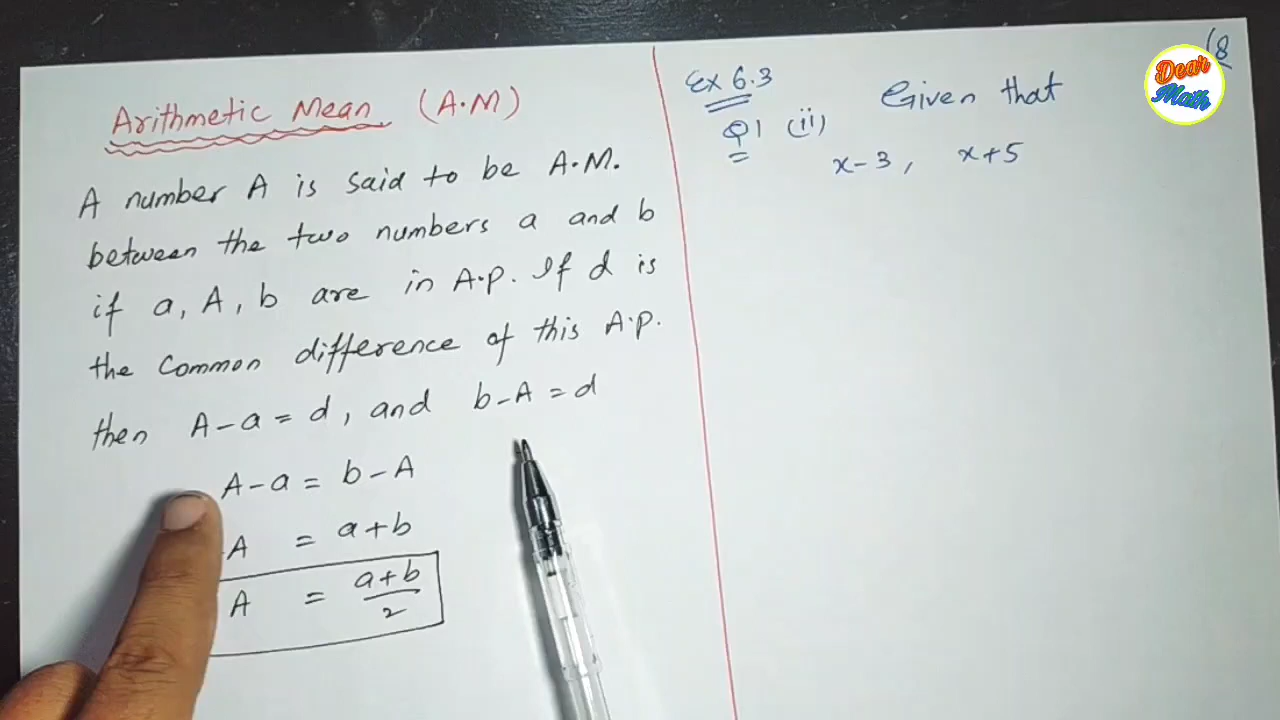 Arithmetic Mean (A.M)
A number A is said to be A.M.
between the two numbers a and b
if a, A, b are in A.p. If d is
the common difference of this A.p.
then A-a = d, and b-A = d
A-a = b-A
A = a+b
A = a+b/2
Ex 6.3
Q1 (ii) Given that
x-3, x+5
Dear
Math